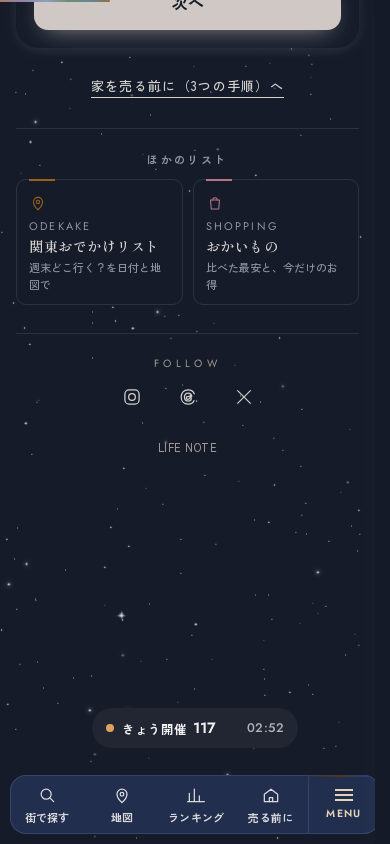 次へ
家を売る前に（3つの手順）へ
ほかのリスト
ODEKAKE
関東おでかけリスト
週末どこ行く？を日付と地
図で
SHOPPING
おかいもの
比べた最安と、今だけのお
得
FOLLOW
LIFE NOTE
きょう開催 117 02:52
街で探す
地図
ランキング
売る前に
MENU